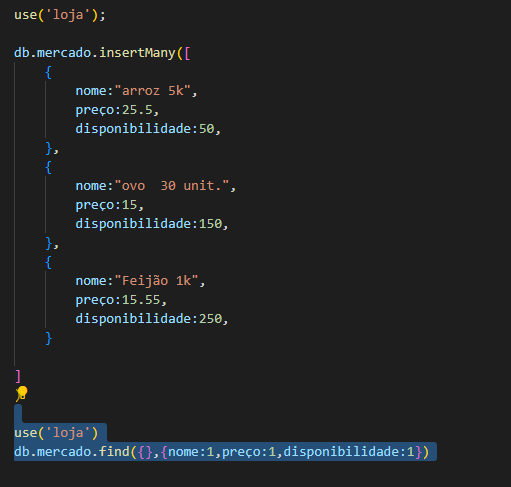 use('loja');
db.mercado.insertMany([
{
nome:"arroz 5k",
preço:25.5,
disponibilidade:50,
},
{
nome:"ovo  30 unit.",
preço:15,
disponibilidade:150,
},
{
nome:"Feijão 1k",
preço:15.55,
disponibilidade:250,
}
]
)
use('loja')
db.mercado.find({},{nome:1,preço:1,disponibilidade:1})